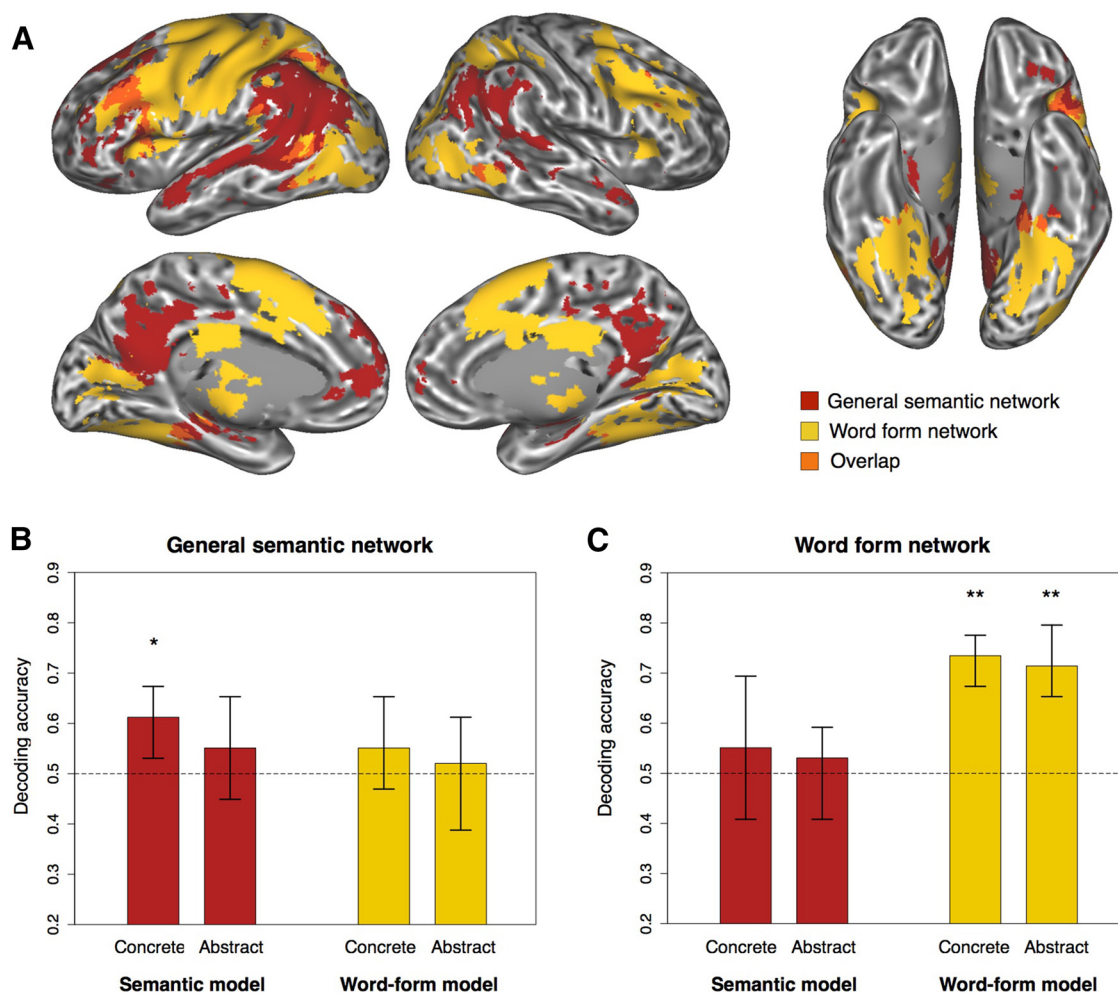 A
General semantic network
Word form network
Overlap
B
General semantic network
Decoding accuracy
0.9
0.8
0.7
0.6
0.5
0.4
0.3
0.2
*
Concrete Abstract Concrete Abstract
Semantic model Word-form model
C
Word form network
Decoding accuracy
0.9
0.8
0.7
0.6
0.5
0.4
0.3
0.2
** **
Concrete Abstract Concrete Abstract
Semantic model Word-form model